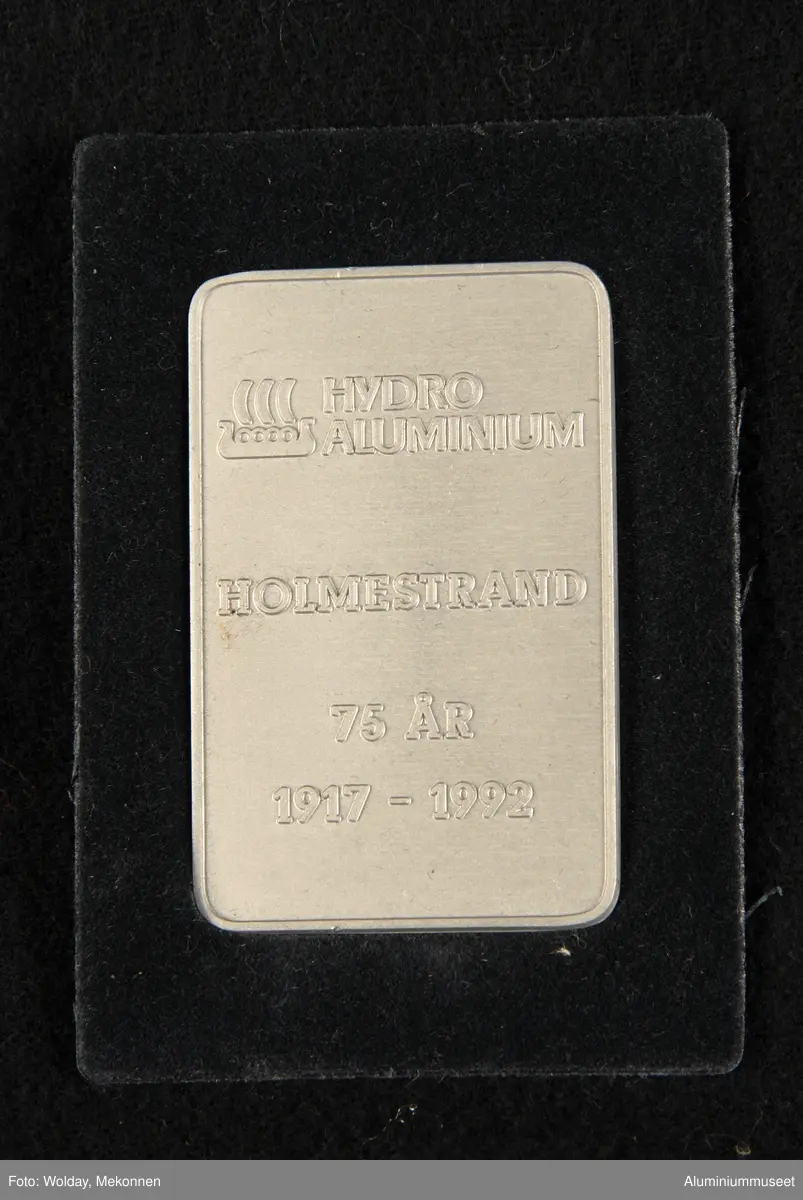 HYDRO
ALUMINIUM
HOLMESTRAND
75 ÅR
1917 - 1992
Foto: Wolday, Mekonnen
Aluminiummuseet